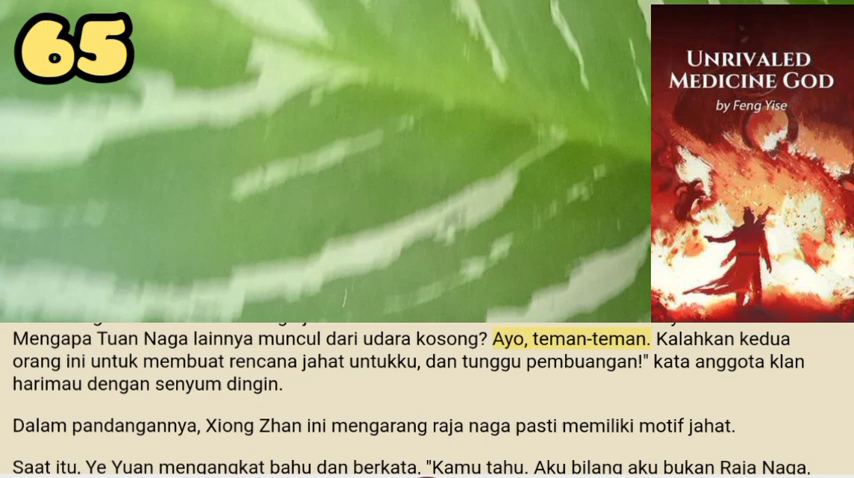 65
UNRIVALED
MEDICINE GOD
by Feng Yise
Mengapa Tuan Naga lainnya muncul dari udara kosong? Ayo, teman-teman. Kalahkan kedua
orang ini untuk membuat rencana jahat untukku, dan tunggu pembuangan!" kata anggota klan
harimau dengan senyum dingin.
Dalam pandangannya, Xiong Zhan ini mengarang raja naga pasti memiliki motif jahat.
Saat itu, Ye Yuan mengangkat bahu dan berkata, "Kamu tahu. Aku bilang aku bukan Raja Naga,